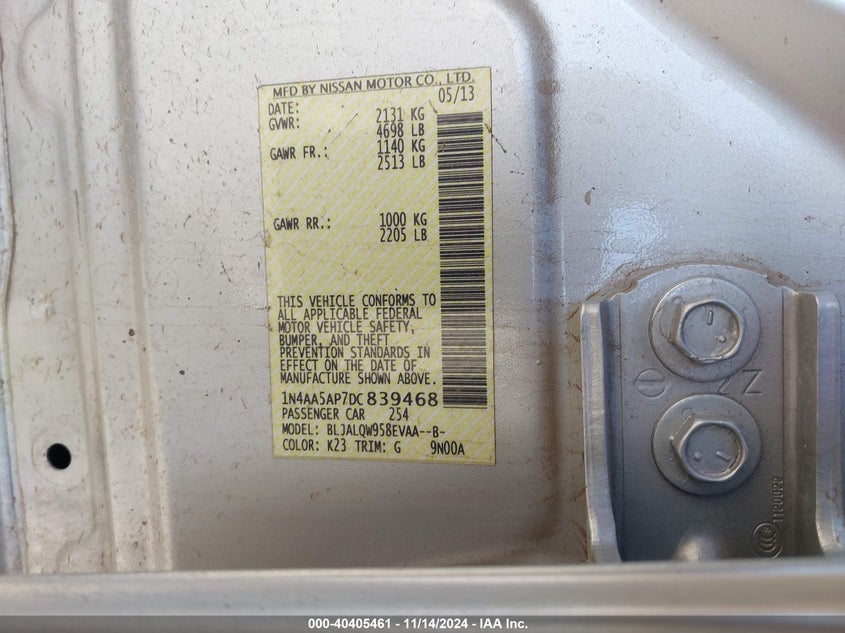 MFD BY NISSAN MOTOR CO., LTD.
DATE: 05/13
GVWR: 2131 KG
4698 LB
GAWR FR.: 1140 KG
2513 LB
GAWR RR.: 1000 KG
2205 LB
THIS VEHICLE CONFORMS TO
ALL APPLICABLE FEDERAL
MOTOR VEHICLE SAFETY,
BUMPER, AND THEFT
PREVENTION STANDARDS IN
EFFECT ON THE DATE OF
MANUFACTURE SHOWN ABOVE.
1N4AA5AP7DC839468
PASSENGER CAR 254
MODEL: BLJALQW958EVAA--B-
COLOR: K23 TRIM: G 9N00A
N
000-40405461 - 11/14/2024 - IAA Inc.